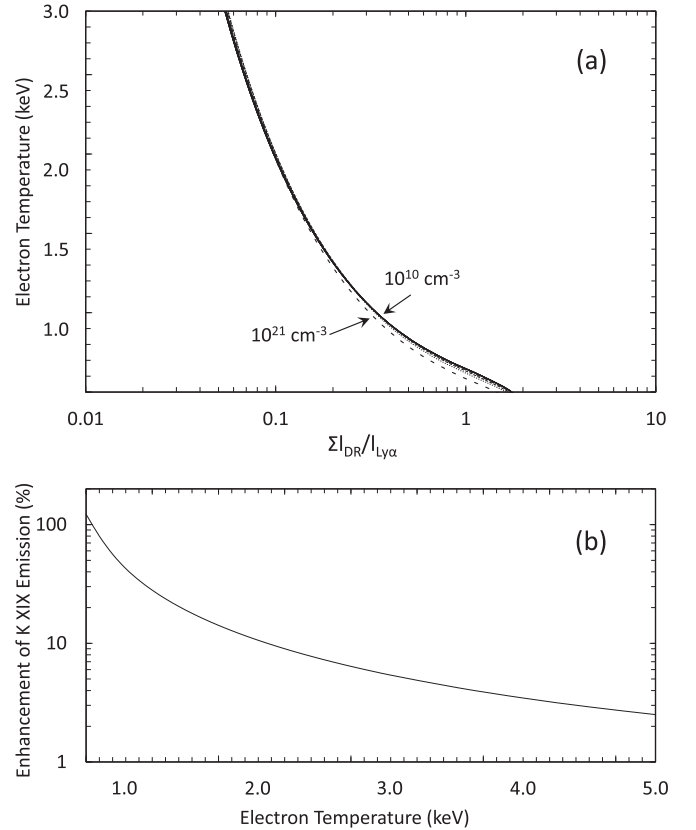 3.0
(a)
2.5
2.0
1.5
1.0
Electron Temperature (keV)
10¹⁰ cm⁻³
10²¹ cm⁻³
0.01 0.1 1 10
ΣI_DR/I_Lyα
(b)
100
10
1
Enhancement of K XIX Emission (%)
1.0 2.0 3.0 4.0 5.0
Electron Temperature (keV)